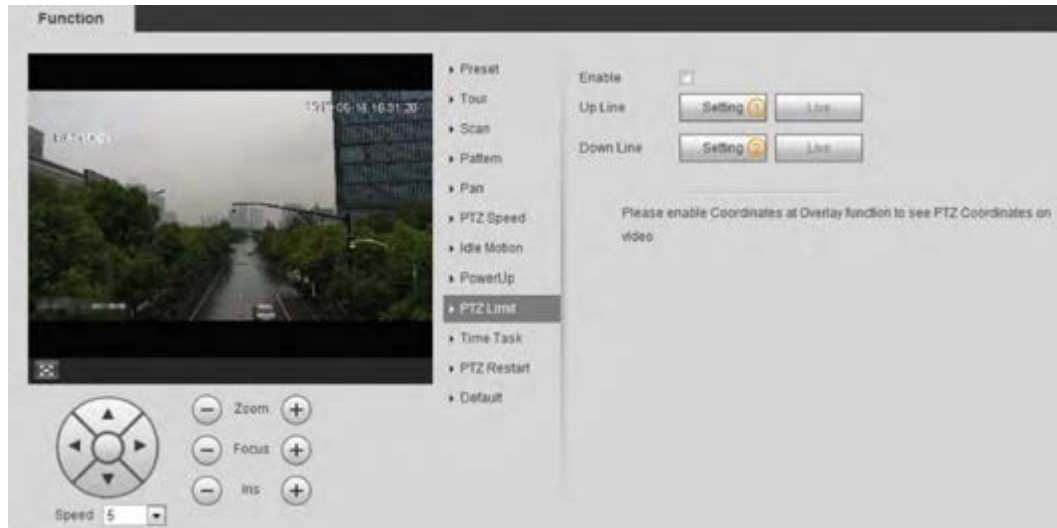 Function
Preset
Tour
Scan
Pattern
Pan
PTZ Speed
Idle Motion
PowerUp
PTZ Limit
Time Task
PTZ Restart
Default
Enable
Up Line Setting 1 Live
Down Line Setting 2 Live
Please enable Coordinates at Overlay function to see PTZ Coordinates on
video.
Zoom
Focus
Iris
Speed 5